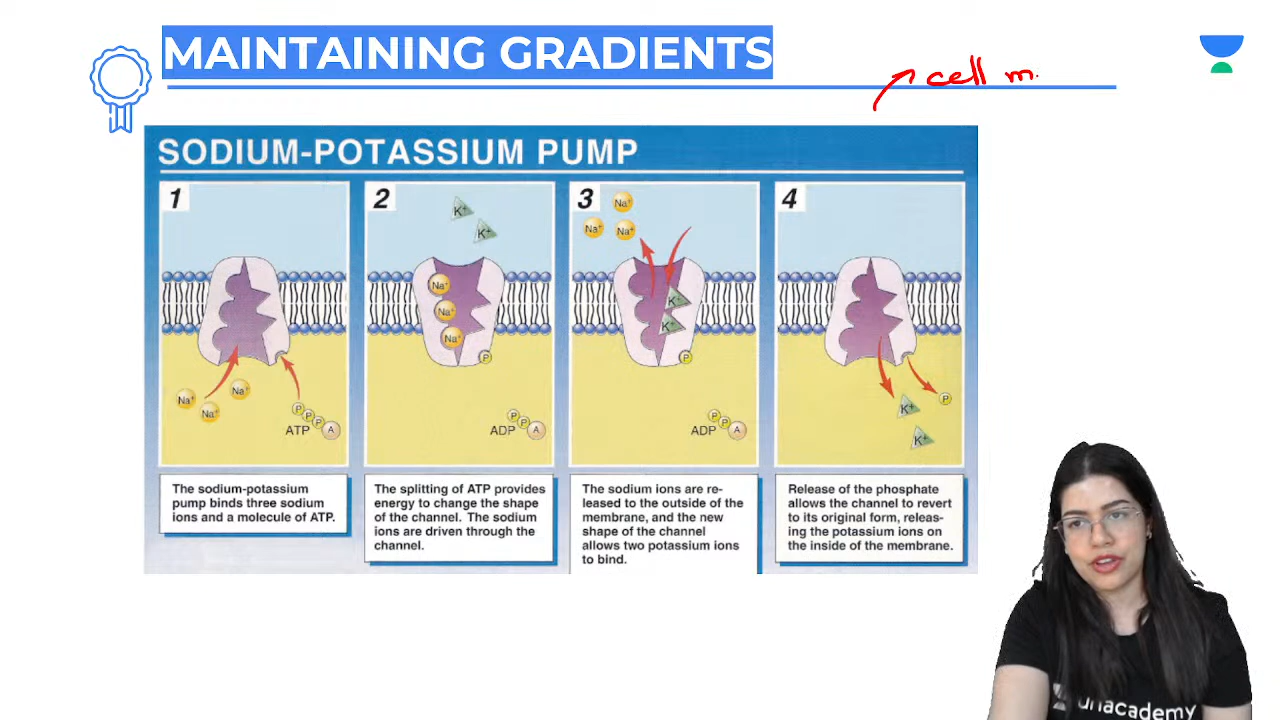 MAINTAINING GRADIENTS
cell m.
SODIUM-POTASSIUM PUMP
1
Na+
Na+
Na+
P
P
P
A
ATP
The sodium-potassium
pump binds three sodium
ions and a molecule of ATP.
2
K+
K+
Na+
Na+
Na+
P
P
P
A
ADP
The splitting of ATP provides
energy to change the shape
of the channel. The sodium
ions are driven through the
channel.
3
Na+
Na+
Na+
K+
K+
P
P
P
A
ADP
The sodium ions are re-
leased to the outside of the
membrane, and the new
shape of the channel
allows two potassium ions
to bind.
4
P
K+
K+
Release of the phosphate
allows the channel to revert
to its original form, releas-
ing the potassium ions on
the inside of the membrane.
unacademy